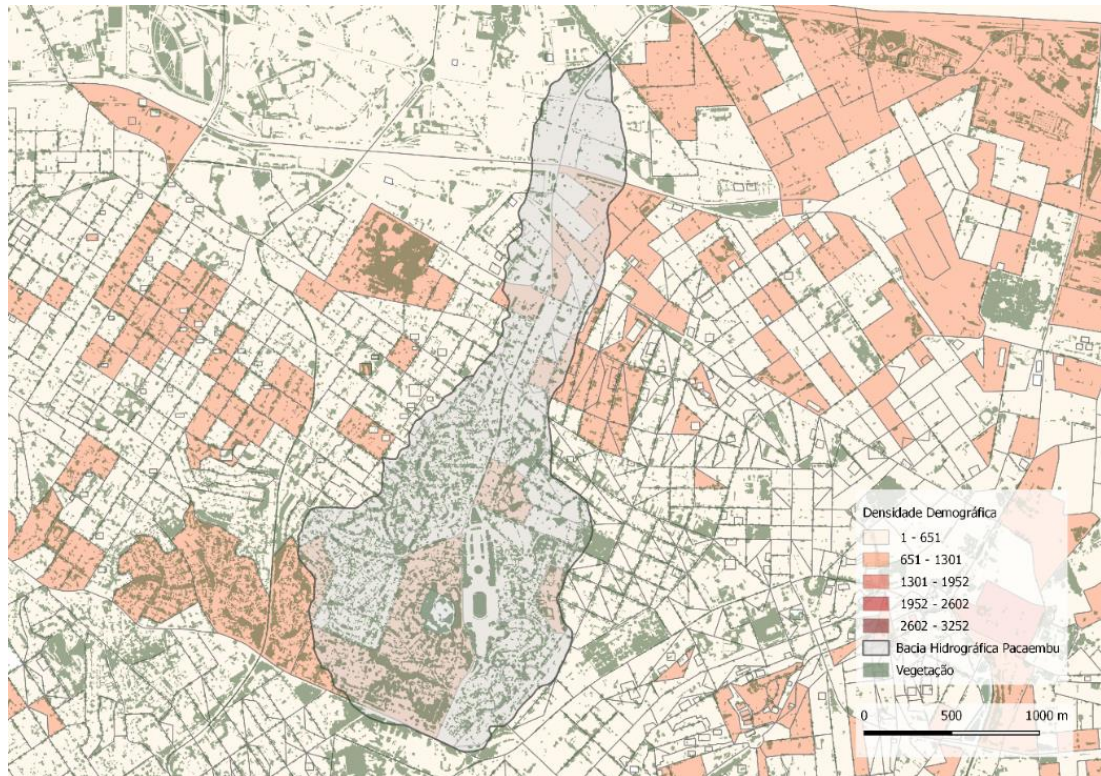 Densidade Demográfica
1 - 651
651 - 1301
1301 - 1952
1952 - 2602
2602 - 3252
Bacia Hidrográfica Pacaembu
Vegetação
0 500 1000 m